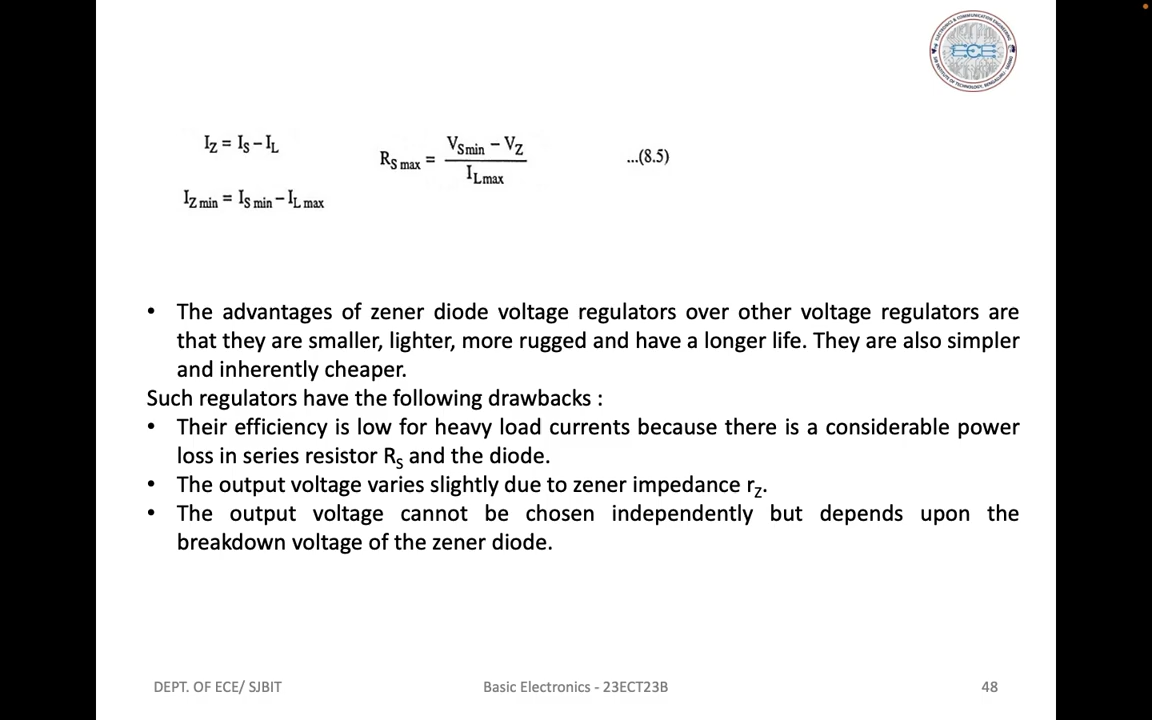 I_Z = I_S – I_L
R_S max = (V_S min – V_Z) / I_L max
...(8.5)
I_Z min = I_S min – I_L max
• The advantages of zener diode voltage regulators over other voltage regulators are
that they are smaller, lighter, more rugged and have a longer life. They are also simpler
and inherently cheaper.
Such regulators have the following drawbacks :
• Their efficiency is low for heavy load currents because there is a considerable power
loss in series resistor R_S and the diode.
• The output voltage varies slightly due to zener impedance r_Z.
• The output voltage cannot be chosen independently but depends upon the
breakdown voltage of the zener diode.
ECE
DEPT. OF ECE/ SJBIT
Basic Electronics - 23ECT23B
48